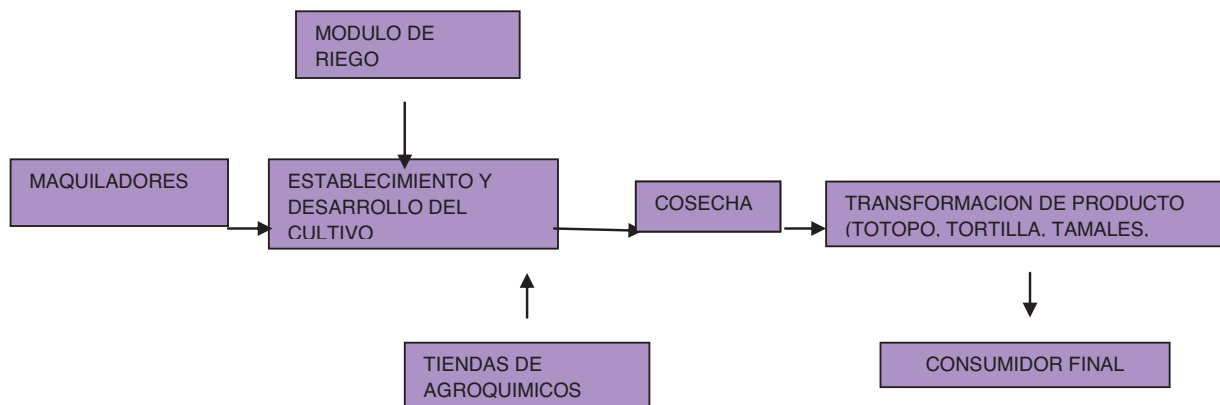 MODULO DE
RIEGO
MAQUILADORES
ESTABLECIMIENTO Y
DESARROLLO DEL
CULTIVO
COSECHA
TRANSFORMACION DE PRODUCTO
(TOTOPO, TORTILLA, TAMALES,
TIENDAS DE
AGROQUIMICOS
CONSUMIDOR FINAL